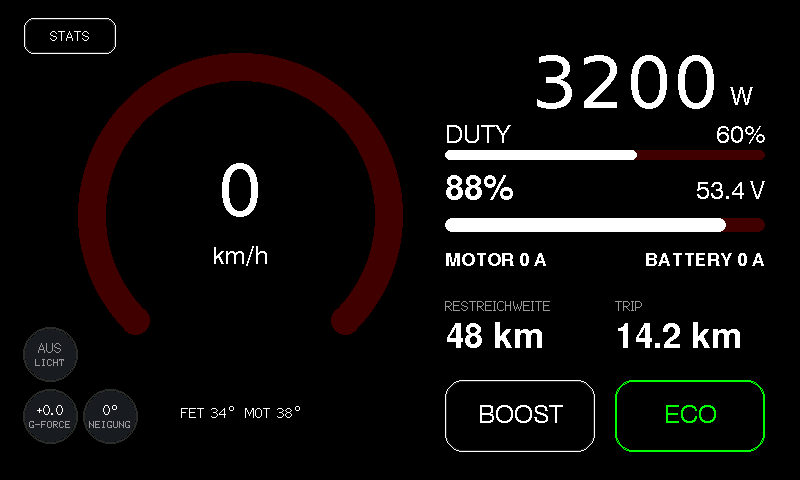 STATS
0
km/h
AUS
LICHT
+0.0
G-FORCE
0°
NEIGUNG
FET 34° MOT 38°
3200 W
DUTY 60%
88% 53.4 V
MOTOR 0 A BATTERY 0 A
RESTREICHWEITE TRIP
48 km 14.2 km
BOOST ECO